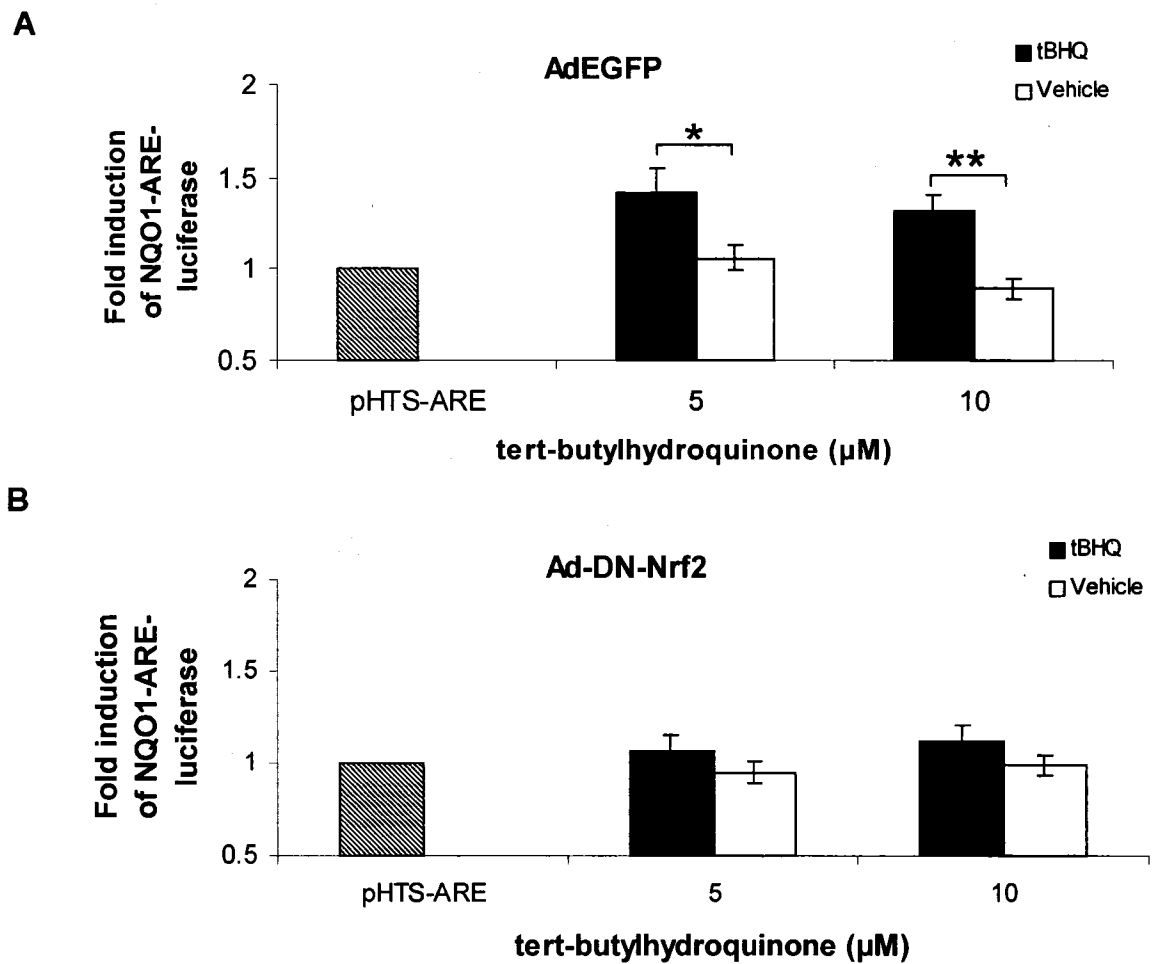 A
AdEGFP
tBHQ
Vehicle
Fold induction
of NQO1-ARE-
luciferase
2
1.5
1
0.5
*
**
pHTS-ARE
5
10
tert-butylhydroquinone (µM)
B
Ad-DN-Nrf2
tBHQ
Vehicle
Fold induction
of NQO1-ARE-
luciferase
2
1.5
1
0.5
pHTS-ARE
5
10
tert-butylhydroquinone (µM)